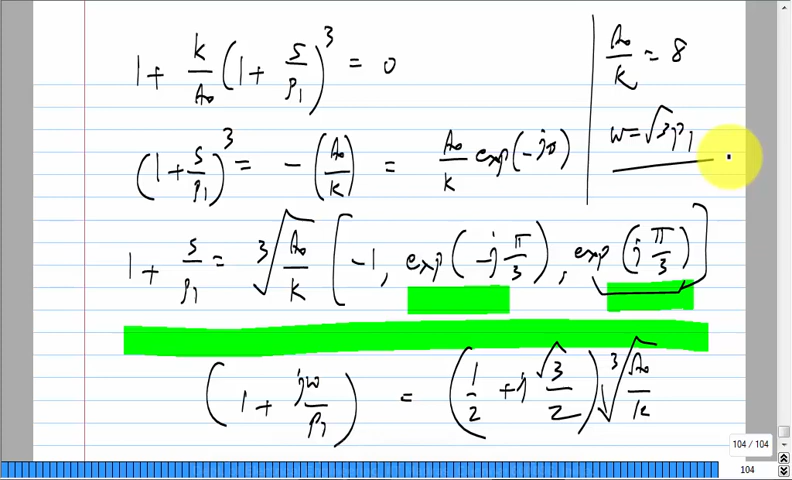 1 + k/A₀ (1 + s/p₁)³ = 0
(1 + s/p₁)³ = -(A₀/k) = A₀/k exp(-jπ)
1 + s/p₁ = ∛(A₀/k) [-1, exp(-j π/3), exp(j π/3)]
(1 + jω/p₁) = (1/2 + j √3/2) ∛(A₀/k)
A₀/k = 8
ω = √3 p₁
104 / 104
104